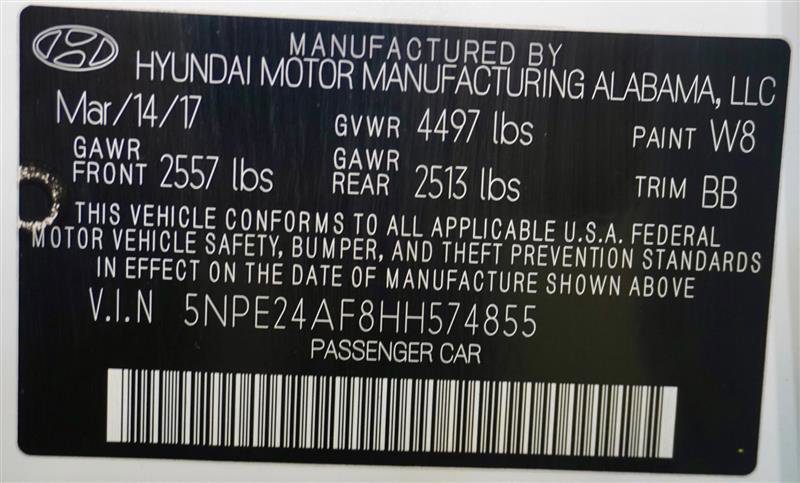 MANUFACTURED BY
HYUNDAI MOTOR MANUFACTURING ALABAMA, LLC
Mar/14/17 GVWR 4497 lbs PAINT W8
GAWR FRONT 2557 lbs GAWR REAR 2513 lbs TRIM BB
THIS VEHICLE CONFORMS TO ALL APPLICABLE U.S.A. FEDERAL
MOTOR VEHICLE SAFETY, BUMPER, AND THEFT PREVENTION STANDARDS
IN EFFECT ON THE DATE OF MANUFACTURE SHOWN ABOVE
V.I.N 5NPE24AF8HH574855
PASSENGER CAR